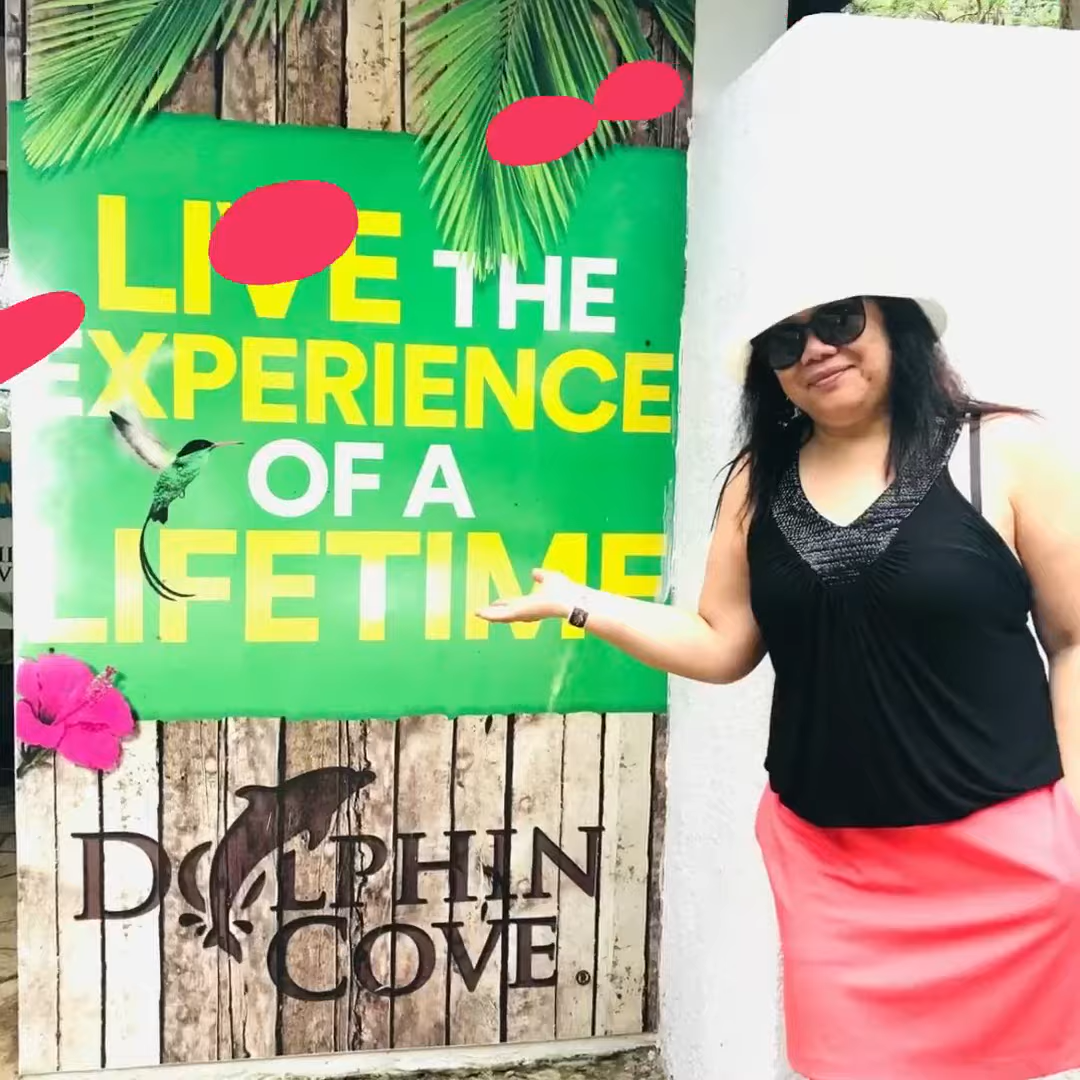 LIVE THE
EXPERIENCE
OF A
LIFETIME
DOLPHIN
COVE®